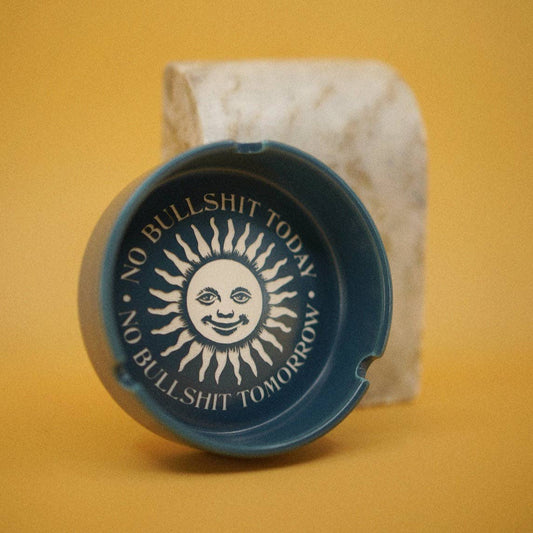 NO BULLSHIT TODAY
• NO BULLSHIT TOMORROW •